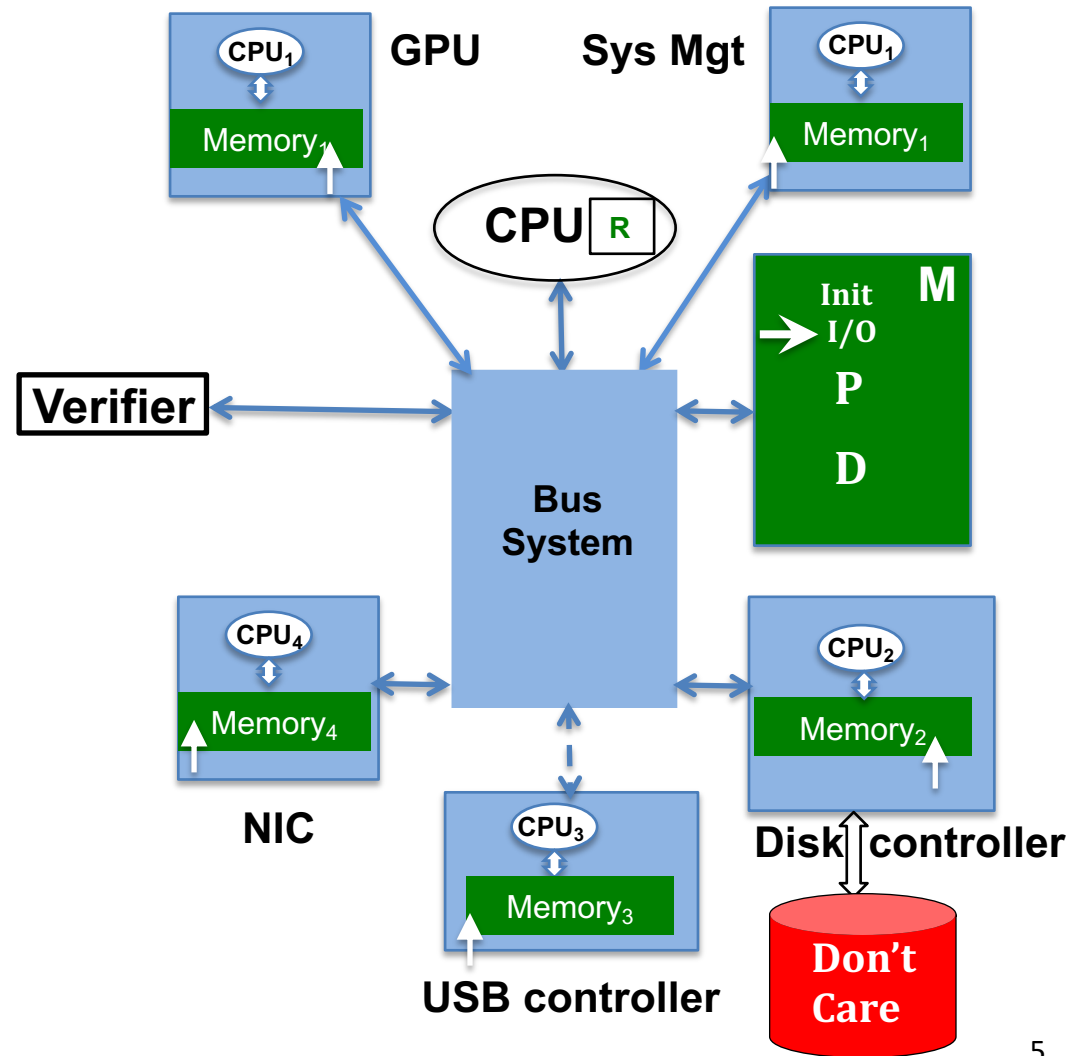 GPU
CPU₁
Memory₁
Sys Mgt
CPU₁
Memory₁
CPU R
M
Init
I/O
P
D
Verifier
Bus
System
CPU₄
Memory₄
NIC
CPU₃
Memory₃
USB controller
CPU₂
Memory₂
Disk controller
Don't
Care
5